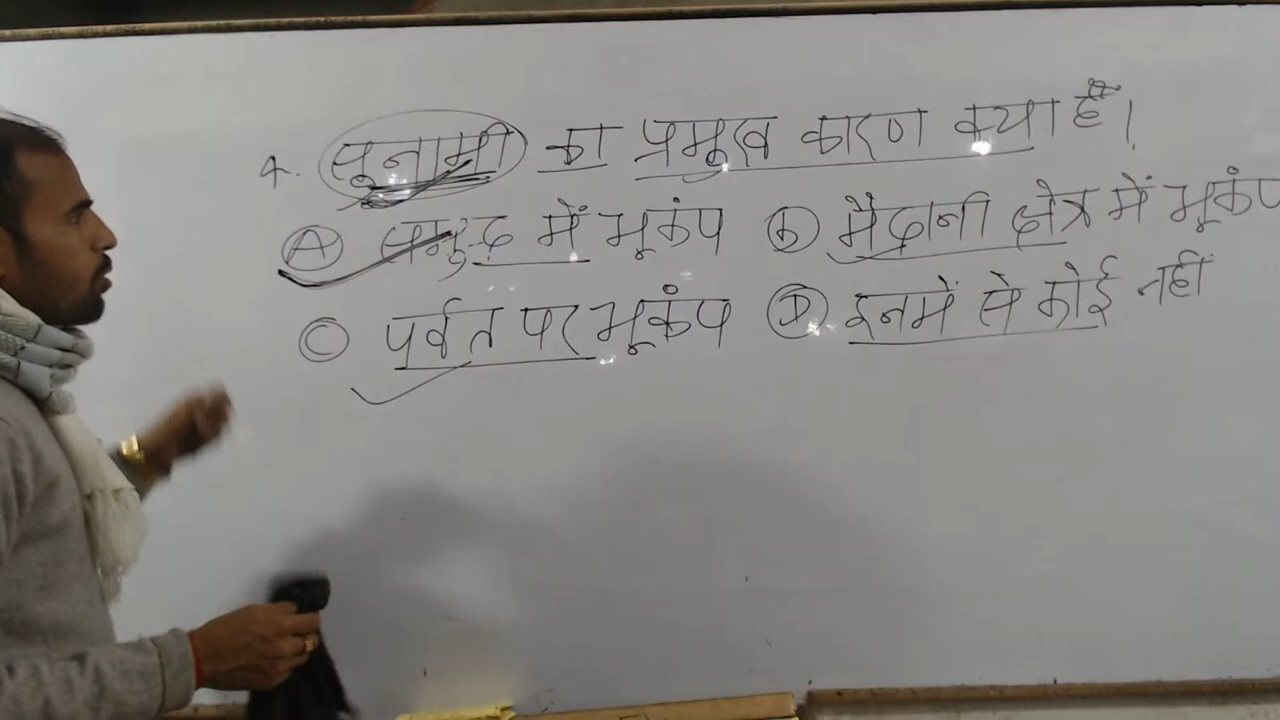 4. सूनामी का प्रमुख कारण क्या है।
Ⓐ समुद्र में भूकंप ⓑ मैदानी क्षेत्र में भूकंप
Ⓒ पर्वत पर भूकंप Ⓓ इनमें से कोई नहीं